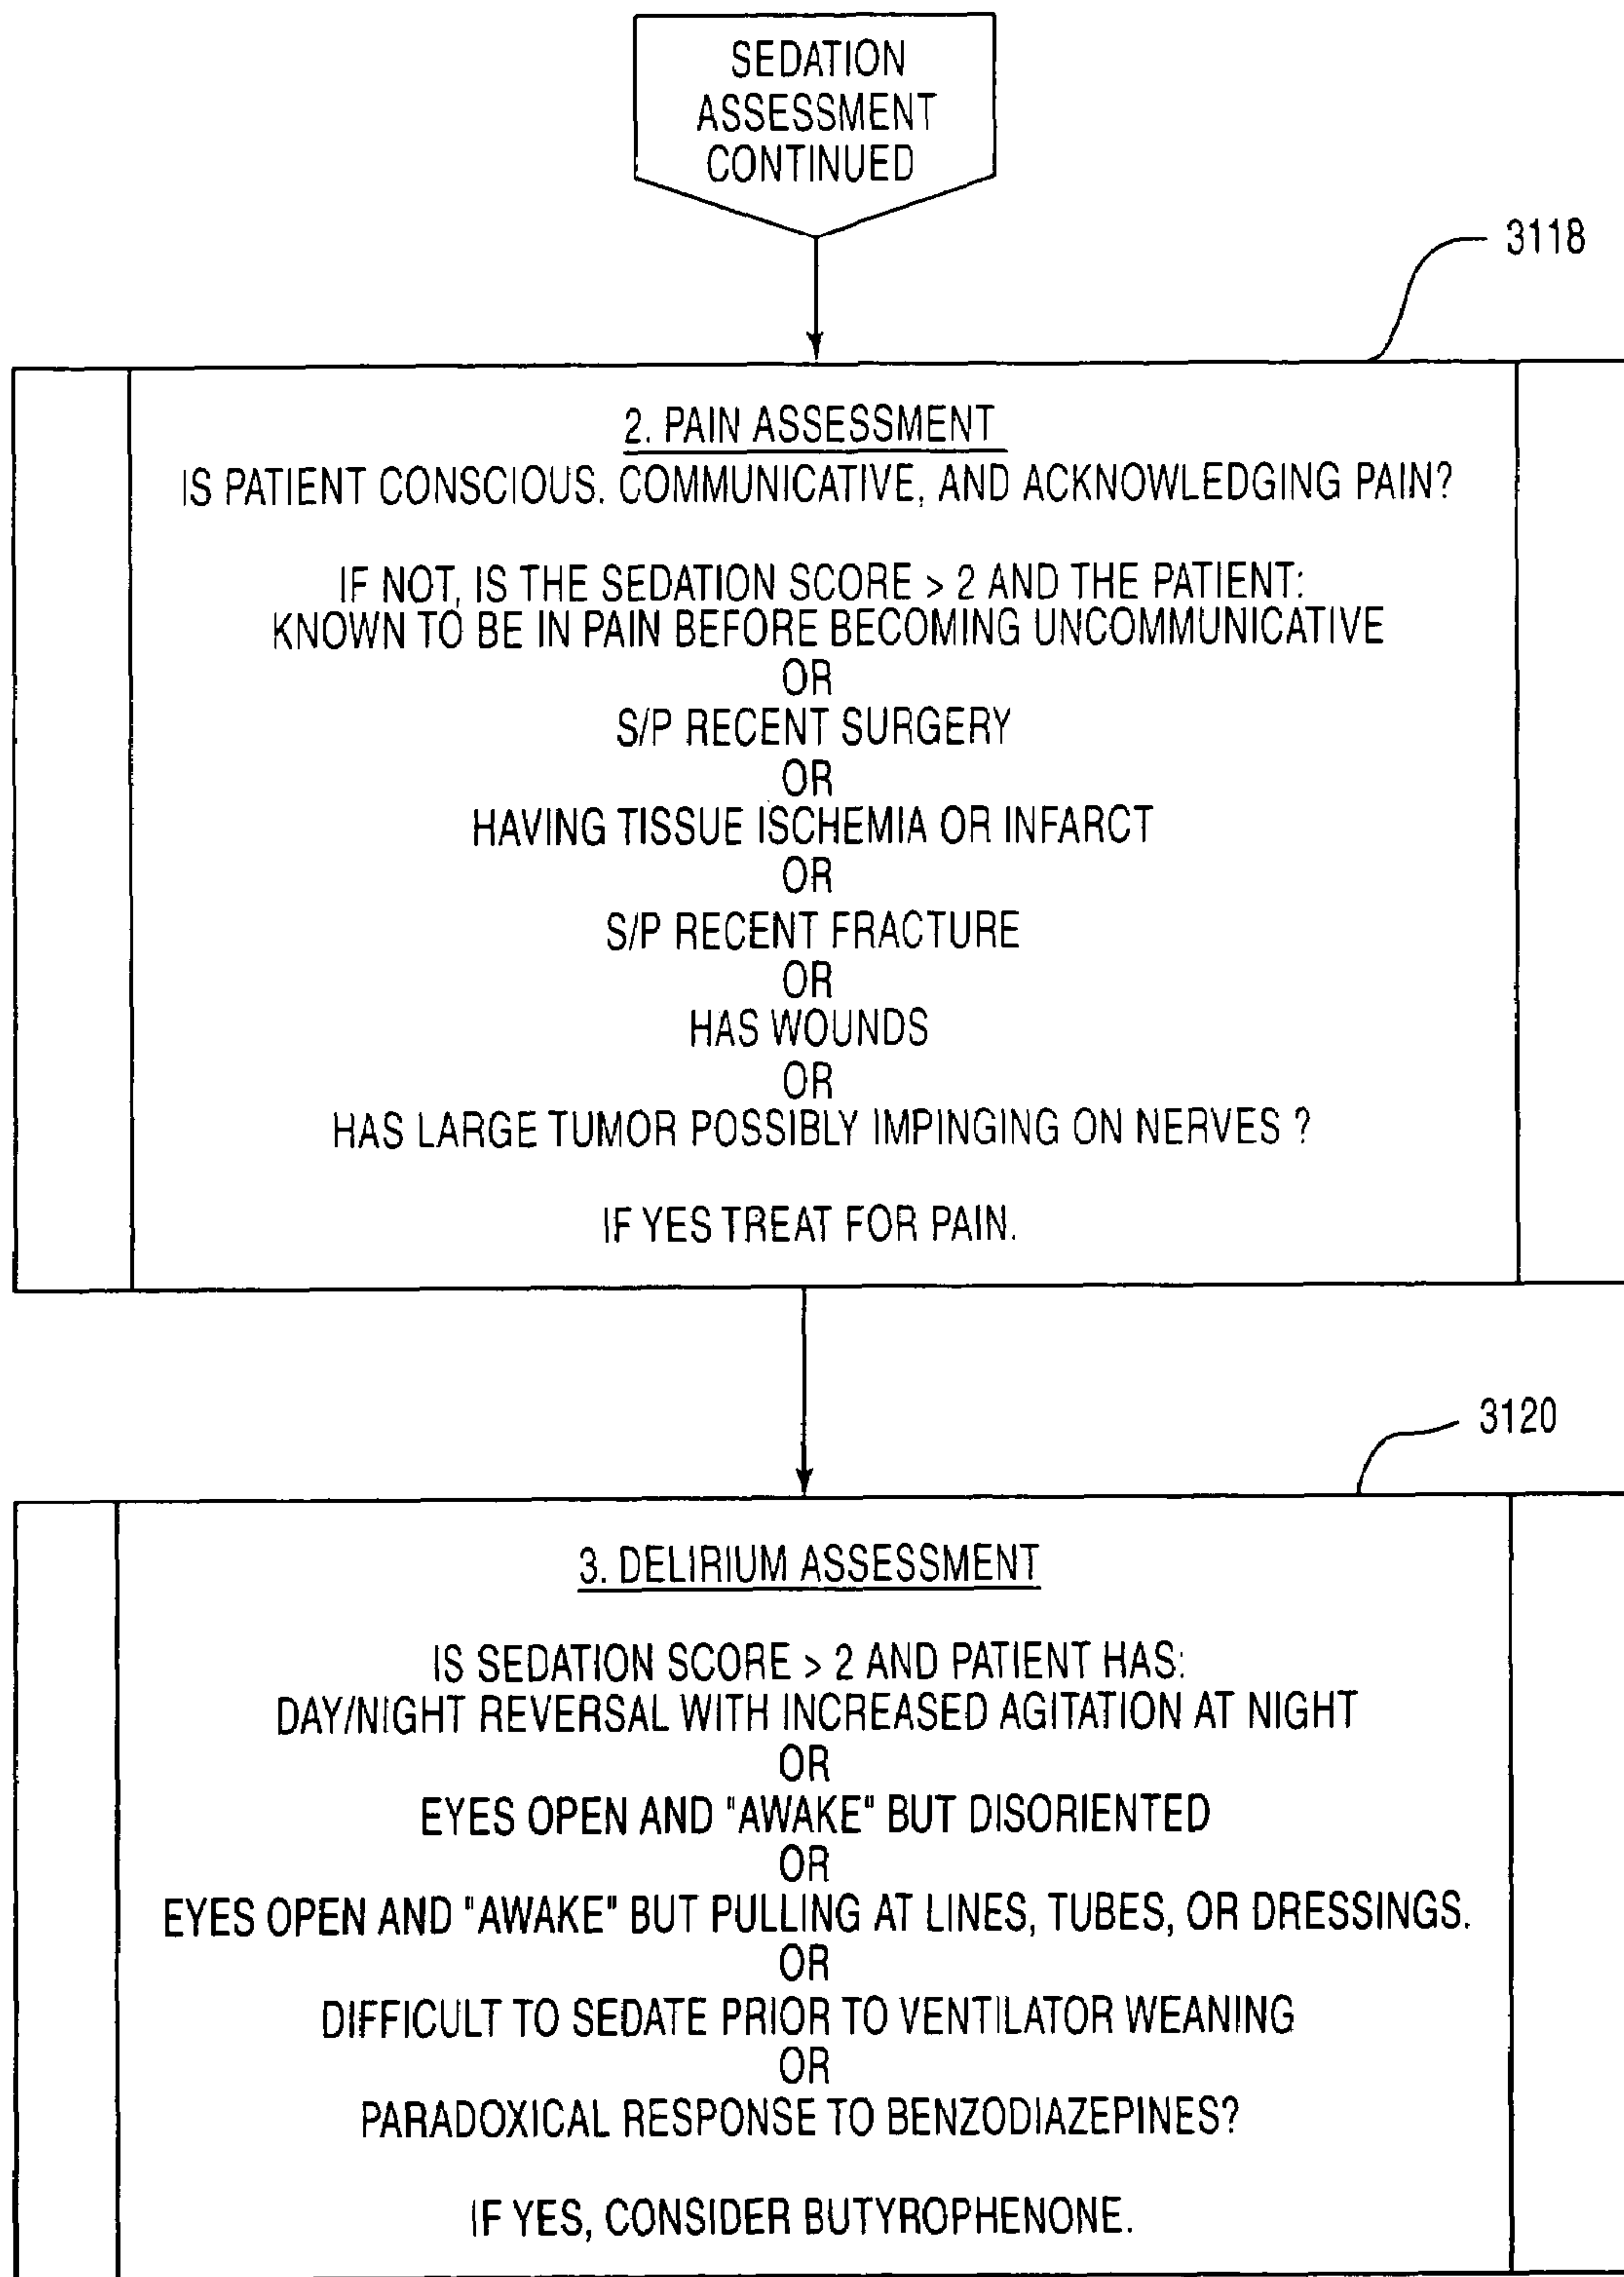 SEDATION
ASSESSMENT
CONTINUED
3118
2. PAIN ASSESSMENT
IS PATIENT CONSCIOUS. COMMUNICATIVE, AND ACKNOWLEDGING PAIN?
IF NOT, IS THE SEDATION SCORE > 2 AND THE PATIENT:
KNOWN TO BE IN PAIN BEFORE BECOMING UNCOMMUNICATIVE
OR
S/P RECENT SURGERY
OR
HAVING TISSUE ISCHEMIA OR INFARCT
OR
S/P RECENT FRACTURE
OR
HAS WOUNDS
OR
HAS LARGE TUMOR POSSIBLY IMPINGING ON NERVES ?
IF YES TREAT FOR PAIN.
3120
3. DELIRIUM ASSESSMENT
IS SEDATION SCORE > 2 AND PATIENT HAS:
DAY/NIGHT REVERSAL WITH INCREASED AGITATION AT NIGHT
OR
EYES OPEN AND "AWAKE" BUT DISORIENTED
OR
EYES OPEN AND "AWAKE" BUT PULLING AT LINES, TUBES, OR DRESSINGS.
OR
DIFFICULT TO SEDATE PRIOR TO VENTILATOR WEANING
OR
PARADOXICAL RESPONSE TO BENZODIAZEPINES?
IF YES, CONSIDER BUTYROPHENONE.